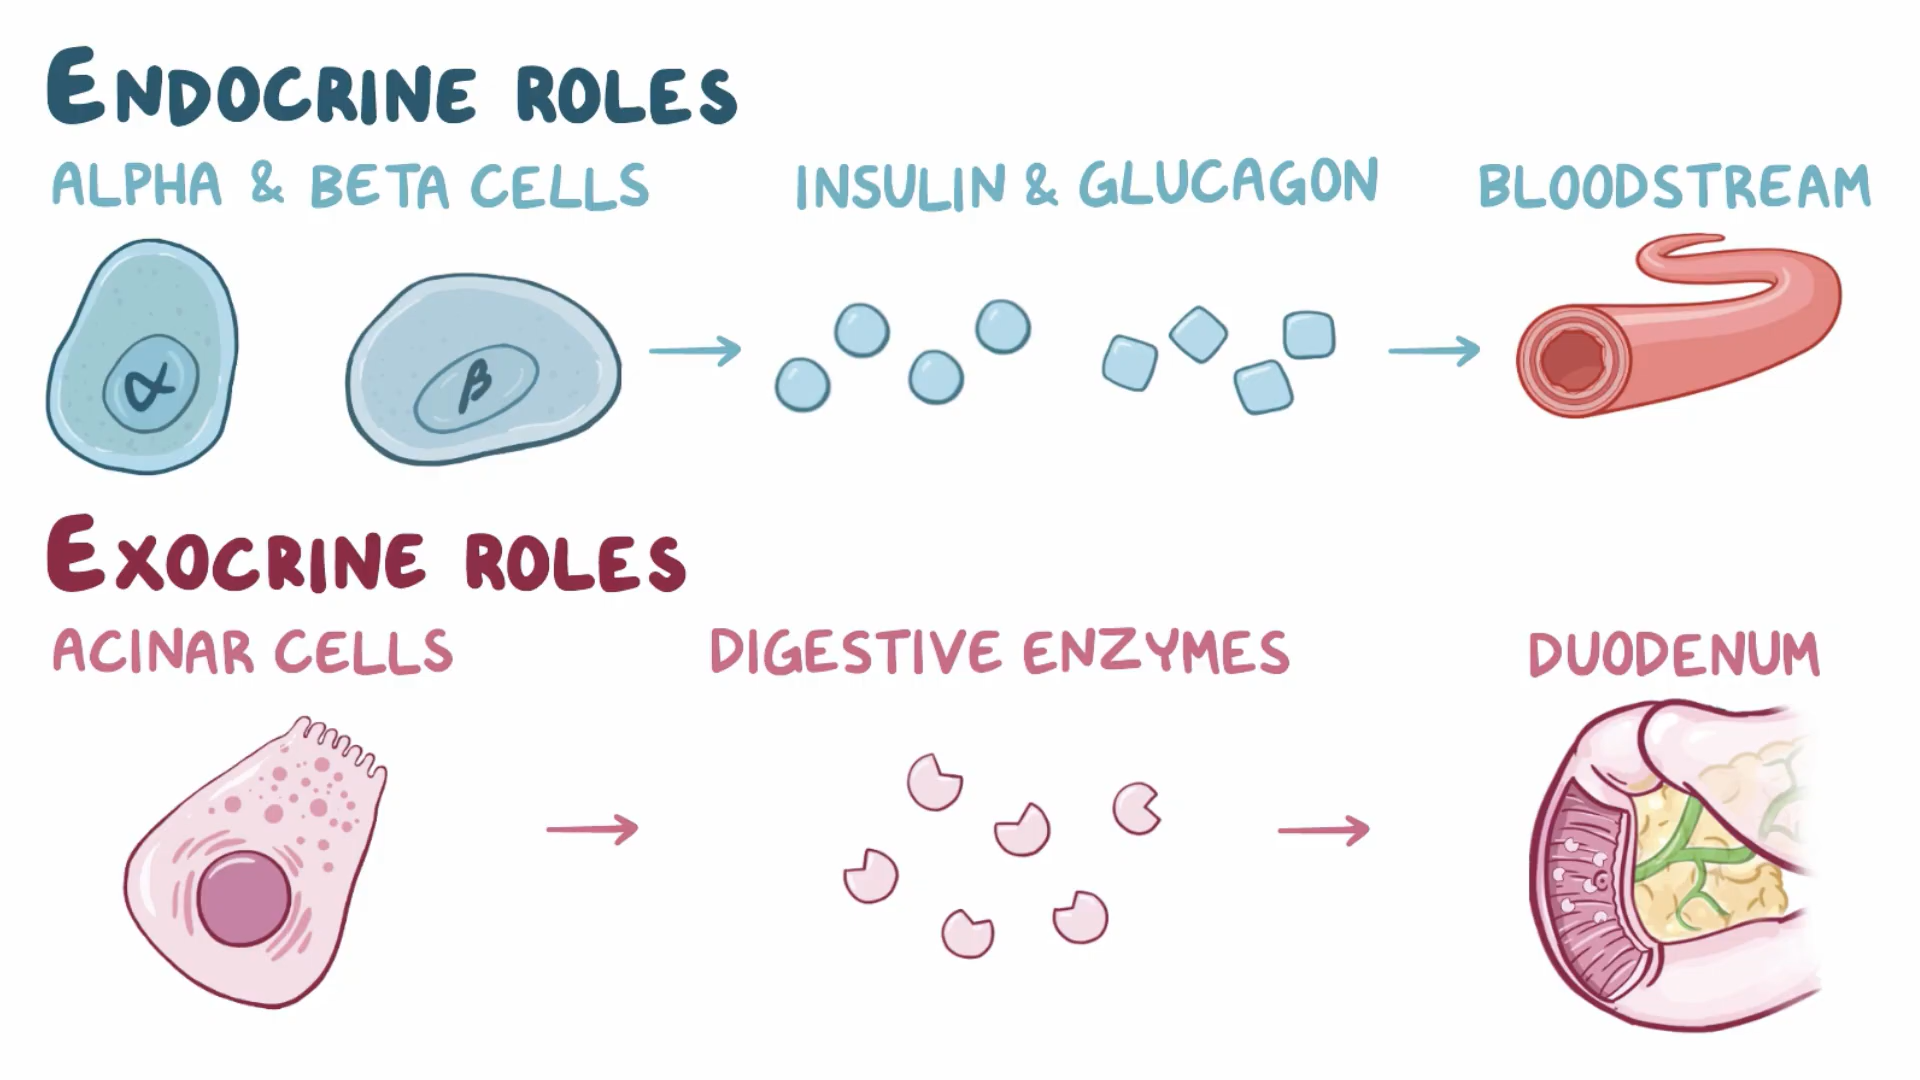 ENDOCRINE ROLES
ALPHA & BETA CELLS
INSULIN & GLUCAGON
BLOODSTREAM
α
β
EXOCRINE ROLES
ACINAR CELLS
DIGESTIVE ENZYMES
DUODENUM